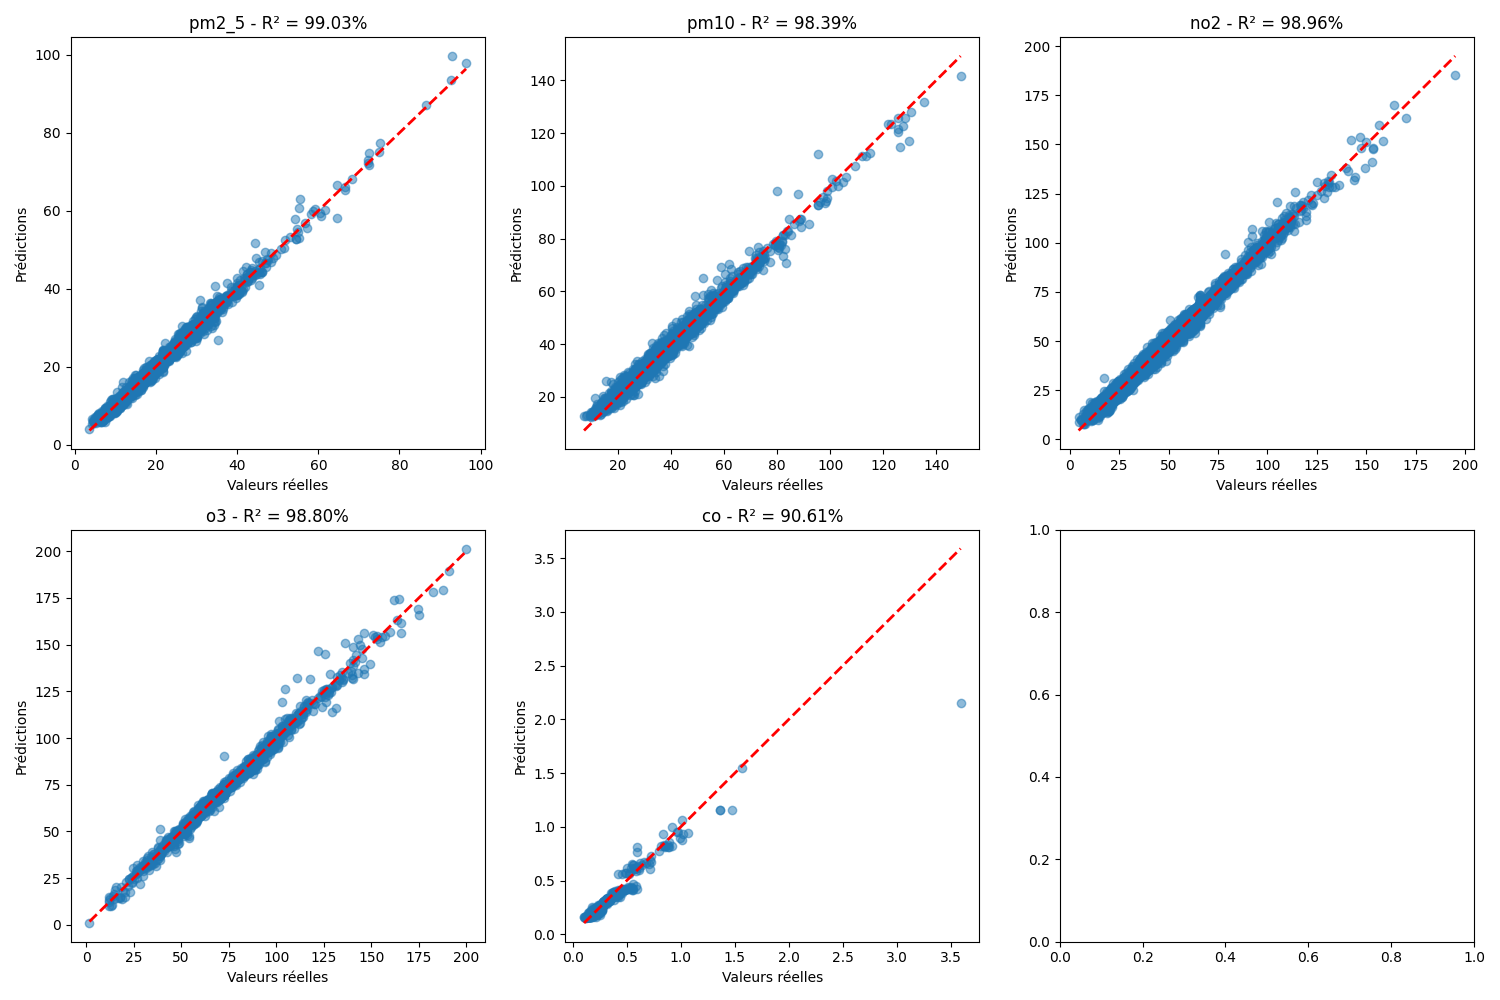 pm2_5 - R² = 99.03%
Prédictions
100
80
60
40
20
0
0 20 40 60 80 100
Valeurs réelles
pm10 - R² = 98.39%
Prédictions
140
120
100
80
60
40
20
20 40 60 80 100 120 140
Valeurs réelles
no2 - R² = 98.96%
Prédictions
200
175
150
125
100
75
50
25
0
0 25 50 75 100 125 150 175 200
Valeurs réelles
o3 - R² = 98.80%
Prédictions
200
175
150
125
100
75
50
25
0
0 25 50 75 100 125 150 175 200
Valeurs réelles
co - R² = 90.61%
Prédictions
3.5
3.0
2.5
2.0
1.5
1.0
0.5
0.0
0.0 0.5 1.0 1.5 2.0 2.5 3.0 3.5
Valeurs réelles
1.0
0.8
0.6
0.4
0.2
0.0
0.0 0.2 0.4 0.6 0.8 1.0